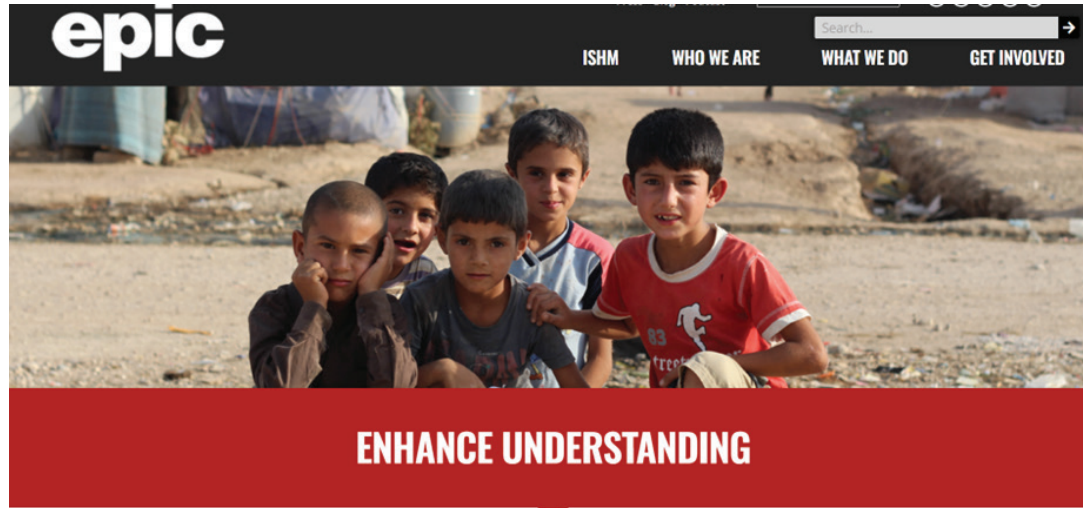 epic
Search...
ISHM WHO WE ARE WHAT WE DO GET INVOLVED
83
ENHANCE UNDERSTANDING